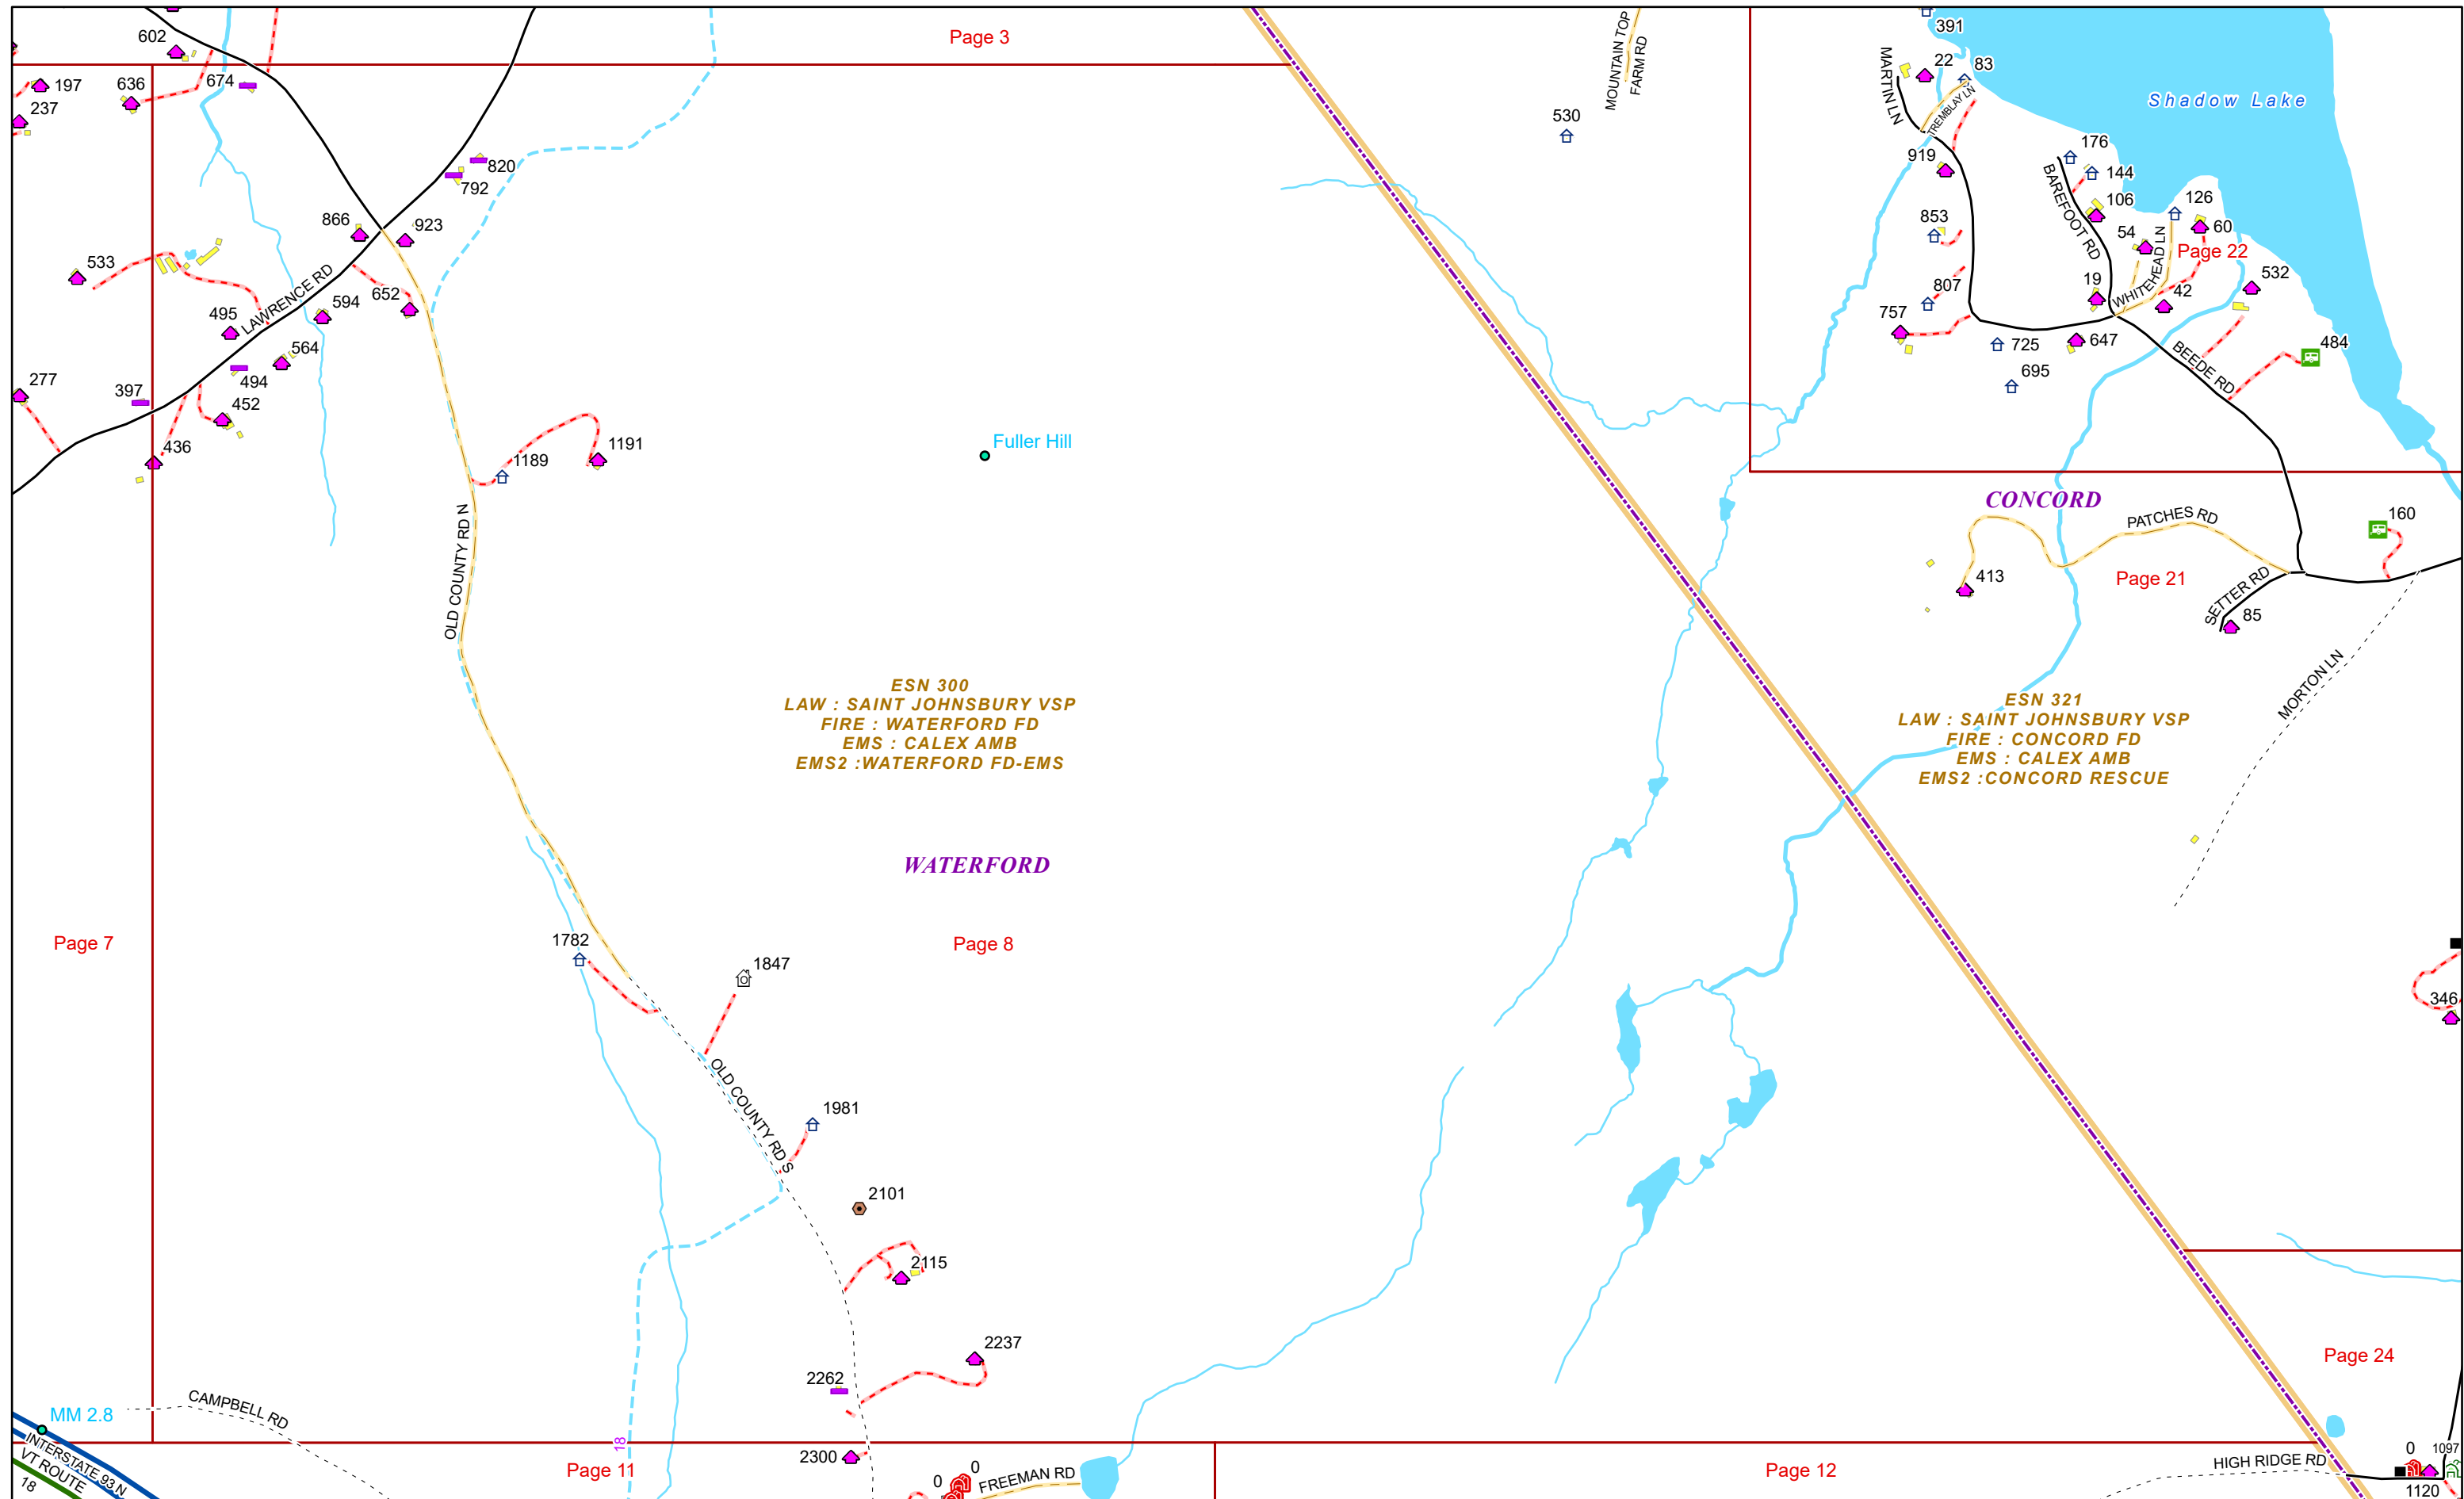 602
Page 3
MOUNTAIN TOP
FARM RD
391
197
636
674
MARTIN LN
22
83
Shadow Lake
237
TREMBLAY LN
530
820
792
919
176
144
BAREFOOT RD
106
126
866
923
853
54
60
WHITEHEAD LN
Page 22
533
532
LAWRENCE RD
652
594
495
807
19
42
757
564
725
647
484
BEEDE RD
277
397
494
695
452
436
1189
1191
Fuller Hill
CONCORD
PATCHES RD
160
OLD COUNTY RD N
413
Page 21
SETTER RD
85
MORTON LN
ESN 300
LAW : SAINT JOHNSBURY VSP
FIRE : WATERFORD FD
EMS : CALEX AMB
EMS2 :WATERFORD FD-EMS
ESN 321
LAW : SAINT JOHNSBURY VSP
FIRE : CONCORD FD
EMS : CALEX AMB
EMS2 :CONCORD RESCUE
WATERFORD
Page 7
Page 8
1782
1847
346
OLD COUNTY RD S
1981
2101
2115
2237
2262
Page 24
CAMPBELL RD
MM 2.8
INTERSTATE 93 N
VT ROUTE
18
18
Page 11
2300
0
0
FREEMAN RD
Page 12
HIGH RIDGE RD
0
1097
1120